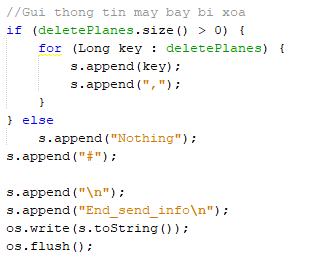 //Gui thong tin may bay bi xoa
if (deletePlanes.size() > 0) {
    for (Long key : deletePlanes) {
        s.append(key);
        s.append(",");
    }
} else
    s.append("Nothing");
s.append("#");

s.append("\n");
s.append("End_send_info\n");
os.write(s.toString());
os.flush();